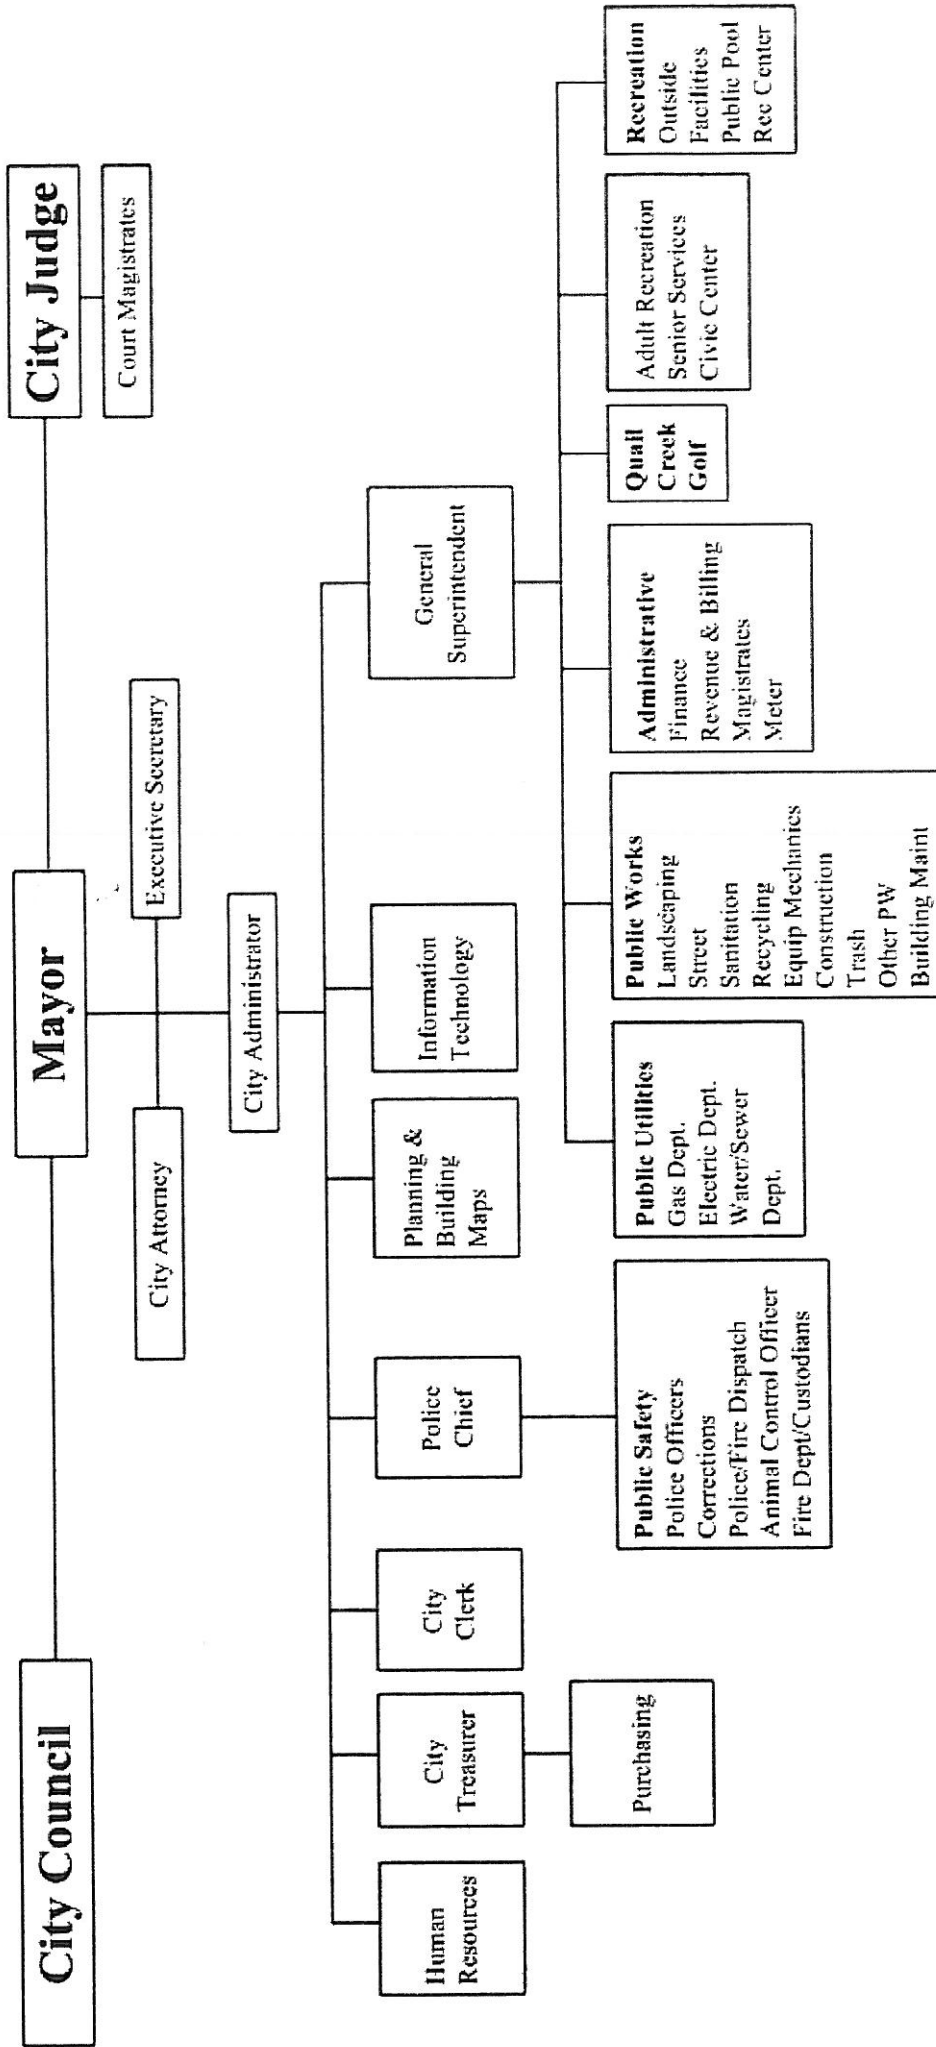 City Council
Mayor
City Judge
Court Magistrates
City Attorney
Executive Secretary
City Administrator
Human
Resources
City
Treasurer
City
Clerk
Police
Chief
Planning &
Building
Maps
Information
Technology
General
Superintendent
Purchasing
Public Safety
Police Officers
Corrections
Police/Fire Dispatch
Animal Control Officer
Fire Dept/Custodians
Public Utilities
Gas Dept.
Electric Dept.
Water/Sewer
Dept.
Public Works
Landscaping
Street
Sanitation
Recycling
Equip Mechanics
Construction
Trash
Other PW
Building Maint
Administrative
Finance
Revenue & Billing
Magistrates
Meter
Quail
Creek
Golf
Adult Recreation
Senior Services
Civic Center
Recreation
Outside
Facilities
Public Pool
Rec Center